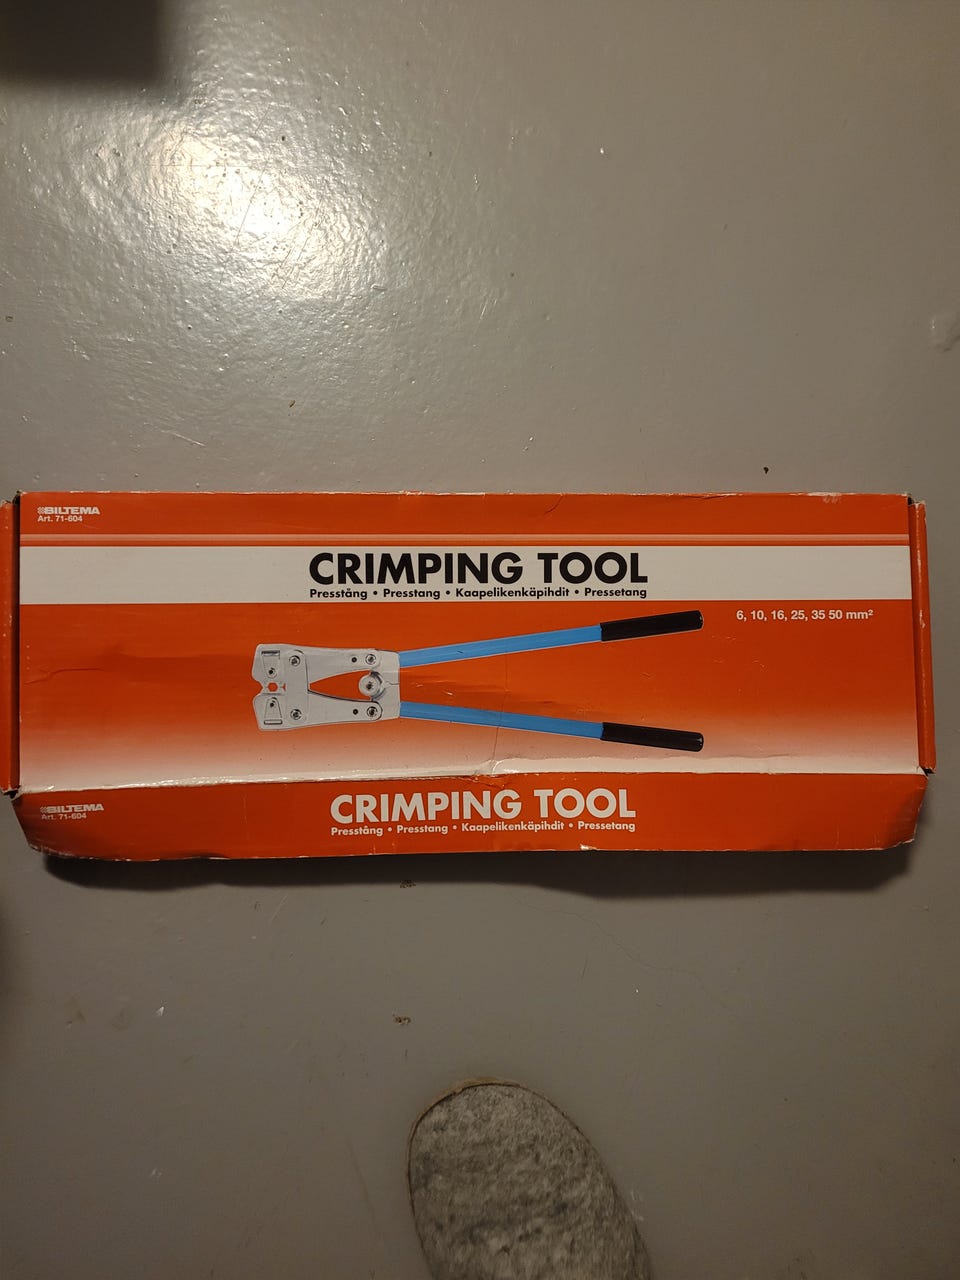 BILTEMA
Art. 71-604
CRIMPING TOOL
Presstång • Presstang • Kaapelikenkäpihdit • Pressetang
6, 10, 16, 25, 35 50 mm²
BILTEMA
Art. 71-604
CRIMPING TOOL
Presstång • Presstang • Kaapelikenkäpihdit • Pressetang